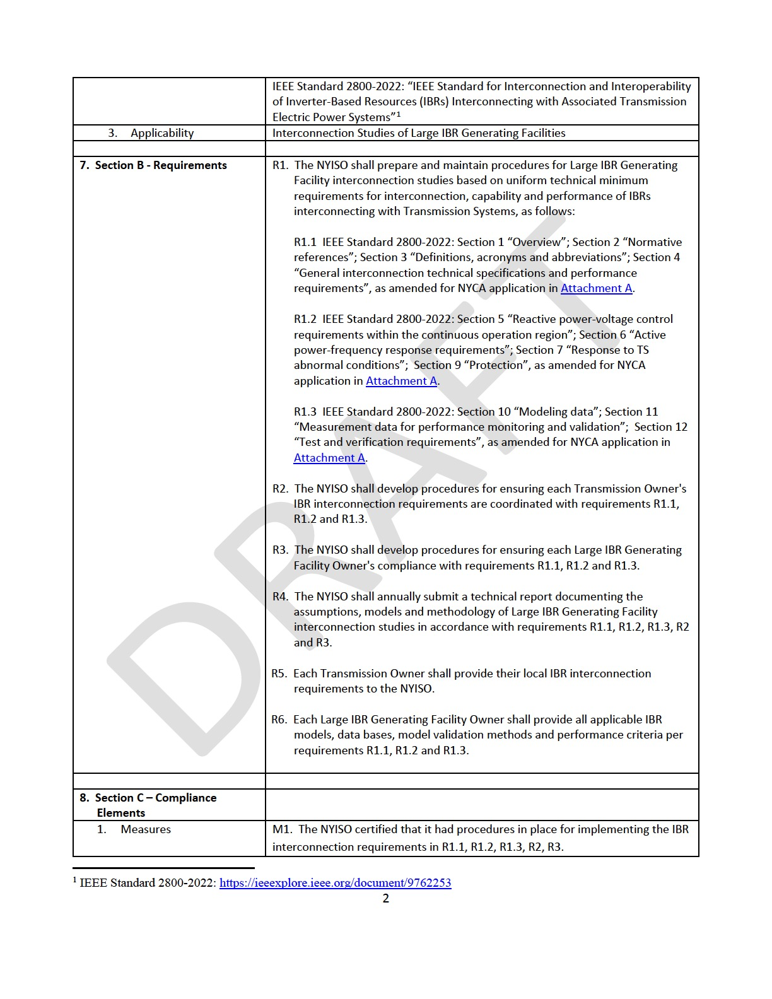 IEEE Standard 2800-2022: “IEEE Standard for Interconnection and Interoperability
of Inverter-Based Resources (IBRs) Interconnecting with Associated Transmission
Electric Power Systems”1
3. Applicability
Interconnection Studies of Large IBR Generating Facilities
7. Section B - Requirements
R1. The NYISO shall prepare and maintain procedures for Large IBR Generating
Facility interconnection studies based on uniform technical minimum
requirements for interconnection, capability and performance of IBRs
interconnecting with Transmission Systems, as follows:
R1.1 IEEE Standard 2800-2022: Section 1 “Overview”; Section 2 “Normative
references”; Section 3 “Definitions, acronyms and abbreviations”; Section 4
“General interconnection technical specifications and performance
requirements”, as amended for NYCA application in Attachment A.
R1.2 IEEE Standard 2800-2022: Section 5 “Reactive power-voltage control
requirements within the continuous operation region”; Section 6 “Active
power-frequency response requirements”; Section 7 “Response to TS
abnormal conditions”; Section 9 “Protection”, as amended for NYCA
application in Attachment A.
R1.3 IEEE Standard 2800-2022: Section 10 “Modeling data”; Section 11
“Measurement data for performance monitoring and validation”; Section 12
“Test and verification requirements”, as amended for NYCA application in
Attachment A.
R2. The NYISO shall develop procedures for ensuring each Transmission Owner's
IBR interconnection requirements are coordinated with requirements R1.1,
R1.2 and R1.3.
R3. The NYISO shall develop procedures for ensuring each Large IBR Generating
Facility Owner's compliance with requirements R1.1, R1.2 and R1.3.
R4. The NYISO shall annually submit a technical report documenting the
assumptions, models and methodology of Large IBR Generating Facility
interconnection studies in accordance with requirements R1.1, R1.2, R1.3, R2
and R3.
R5. Each Transmission Owner shall provide their local IBR interconnection
requirements to the NYISO.
R6. Each Large IBR Generating Facility Owner shall provide all applicable IBR
models, data bases, model validation methods and performance criteria per
requirements R1.1, R1.2 and R1.3.
8. Section C – Compliance
Elements
1. Measures
M1. The NYISO certified that it had procedures in place for implementing the IBR
interconnection requirements in R1.1, R1.2, R1.3, R2, R3.
1 IEEE Standard 2800-2022: https://ieeexplore.ieee.org/document/9762253
2
DRAFT